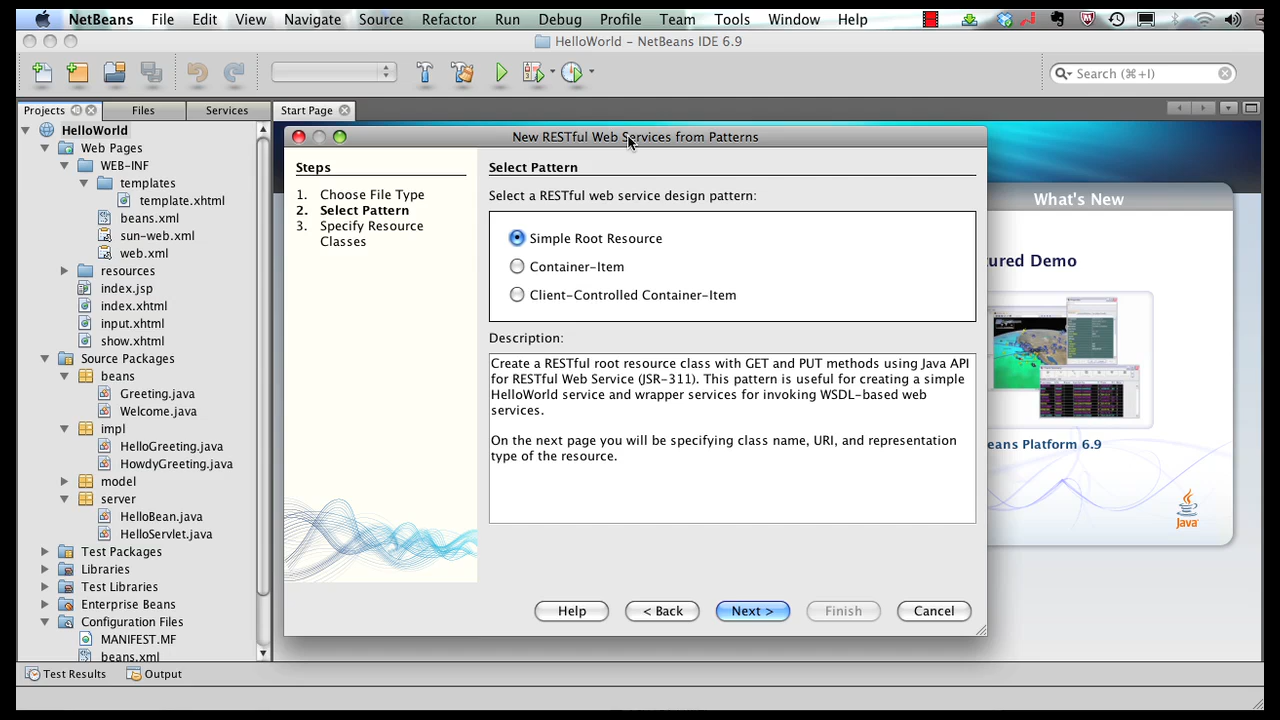 NetBeans File Edit View Navigate Source Refactor Run Debug Profile Team Tools Window Help
HelloWorld – NetBeans IDE 6.9
Search (⌘+I)
Projects Files Services Start Page
HelloWorld
Web Pages
WEB-INF
templates
template.xhtml
beans.xml
sun-web.xml
web.xml
resources
index.jsp
index.xhtml
input.xhtml
show.xhtml
Source Packages
beans
Greeting.java
Welcome.java
impl
HelloGreeting.java
HowdyGreeting.java
model
server
HelloBean.java
HelloServlet.java
Test Packages
Libraries
Test Libraries
Enterprise Beans
Configuration Files
MANIFEST.MF
beans.xml
New RESTful Web Services from Patterns
Steps
1. Choose File Type
2. Select Pattern
3. Specify Resource
Classes
Select Pattern
Select a RESTful web service design pattern:
Simple Root Resource
Container-Item
Client-Controlled Container-Item
Description:
Create a RESTful root resource class with GET and PUT methods using Java API
for RESTful Web Service (JSR-311). This pattern is useful for creating a simple
HelloWorld service and wrapper services for invoking WSDL-based web
services.
On the next page you will be specifying class name, URI, and representation
type of the resource.
Help < Back Next > Finish Cancel
What's New
tured Demo
eans Platform 6.9
Java
Test Results Output